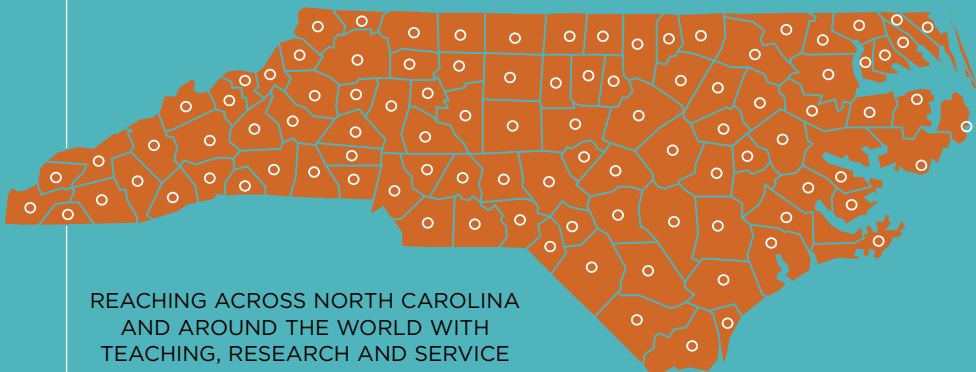 REACHING ACROSS NORTH CAROLINA
AND AROUND THE WORLD WITH
TEACHING, RESEARCH AND SERVICE